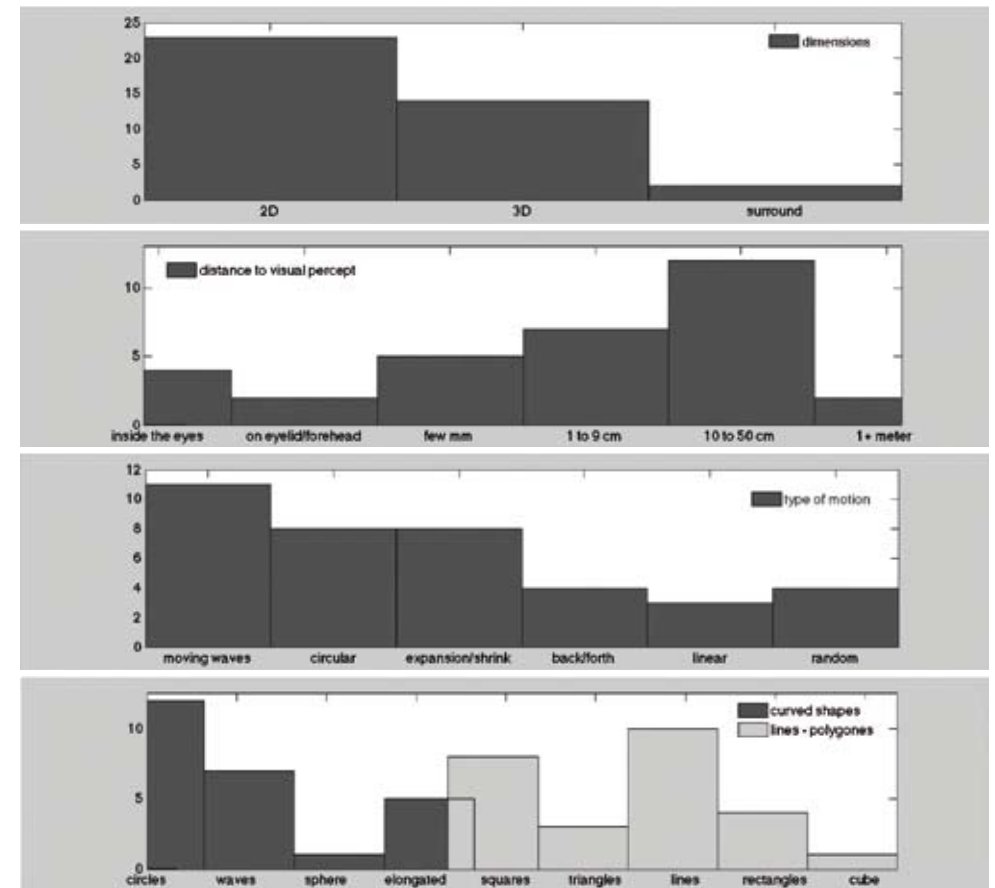 25
dimensions
20
15
10
5
0
2D 3D surround
distance to visual percept
10
5
0
inside the eyes on eyelid/forehead few mm 1 to 9 cm 10 to 50 cm 1+ meter
12
type of motion
10
8
6
4
2
0
moving waves circular expansion/shrink back/forth linear random
curved shapes
10
lines - polygones
5
0
circles waves sphere elongated squares triangles lines rectangles cube